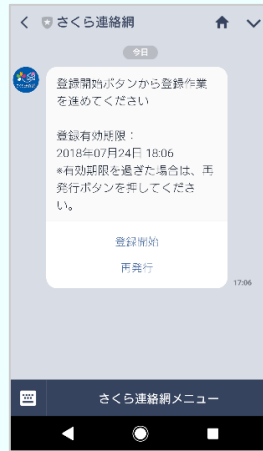 さくら連絡網
今日
登録開始ボタンから登録作業
を進めてください
登録有効期限：
2018年07月24日 18:06
*有効期限を過ぎた場合は、再
発行ボタンを押してくださ
い。
登録開始
再発行
17:06
さくら連絡網メニュー